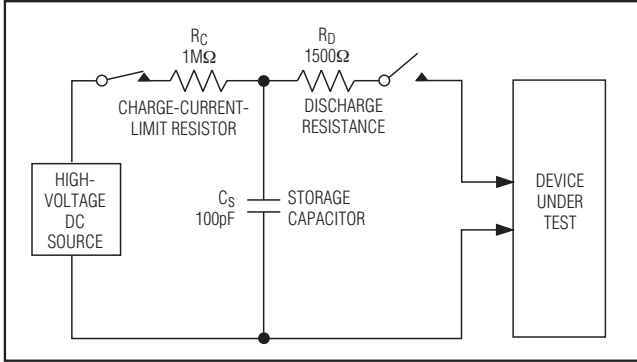 R_C
1MΩ
CHARGE-CURRENT-
LIMIT RESISTOR
R_D
1500Ω
DISCHARGE
RESISTANCE
HIGH-
VOLTAGE
DC
SOURCE
C_S
100pF
STORAGE
CAPACITOR
DEVICE
UNDER
TEST